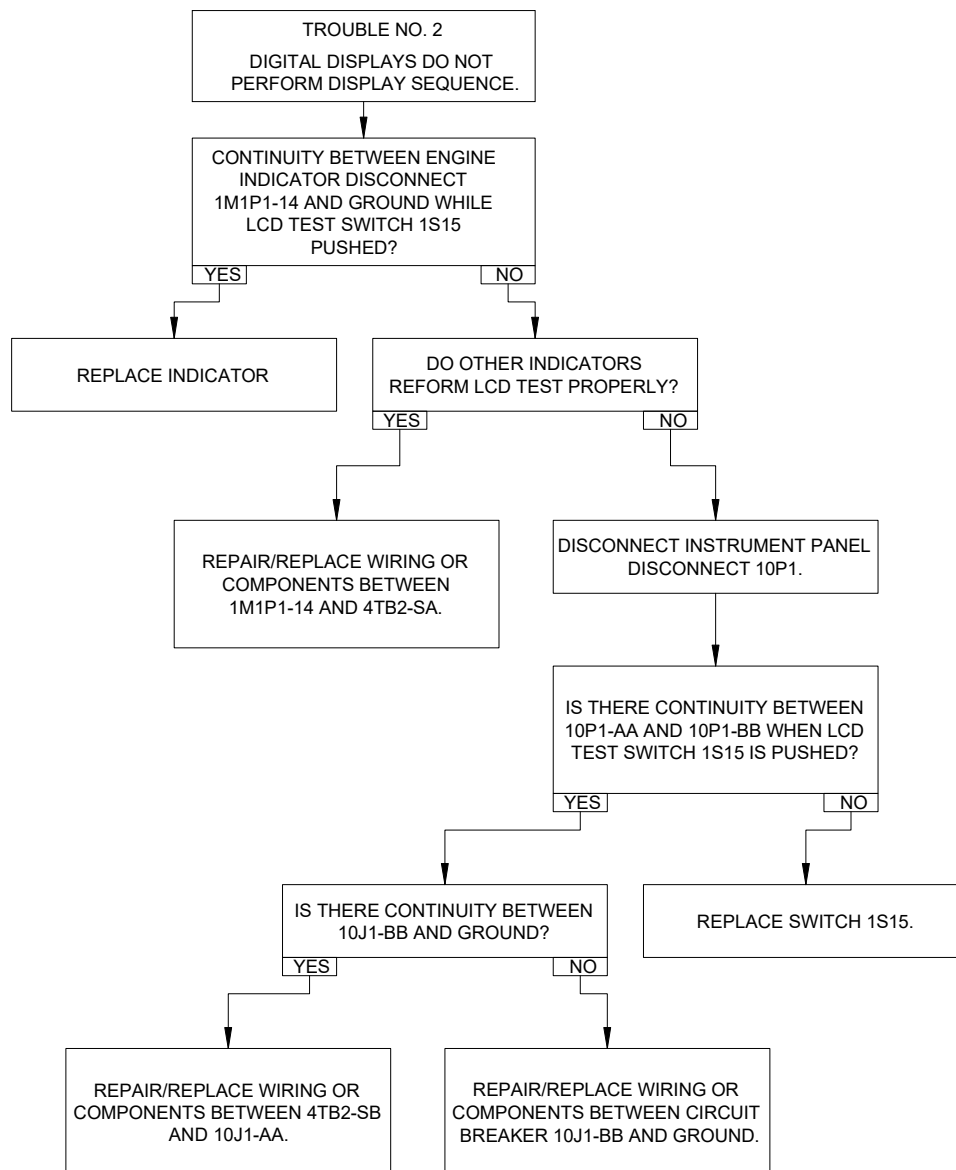 TROUBLE NO. 2
DIGITAL DISPLAYS DO NOT
PERFORM DISPLAY SEQUENCE.
CONTINUITY BETWEEN ENGINE
INDICATOR DISCONNECT
1M1P1-14 AND GROUND WHILE
LCD TEST SWITCH 1S15
PUSHED?
YES
NO
REPLACE INDICATOR
DO OTHER INDICATORS
REFORM LCD TEST PROPERLY?
YES
NO
REPAIR/REPLACE WIRING OR
COMPONENTS BETWEEN
1M1P1-14 AND 4TB2-SA.
DISCONNECT INSTRUMENT PANEL
DISCONNECT 10P1.
IS THERE CONTINUITY BETWEEN
10P1-AA AND 10P1-BB WHEN LCD
TEST SWITCH 1S15 IS PUSHED?
YES
NO
IS THERE CONTINUITY BETWEEN
10J1-BB AND GROUND?
YES
NO
REPLACE SWITCH 1S15.
REPAIR/REPLACE WIRING OR
COMPONENTS BETWEEN 4TB2-SB
AND 10J1-AA.
REPAIR/REPLACE WIRING OR
COMPONENTS BETWEEN CIRCUIT
BREAKER 10J1-BB AND GROUND.